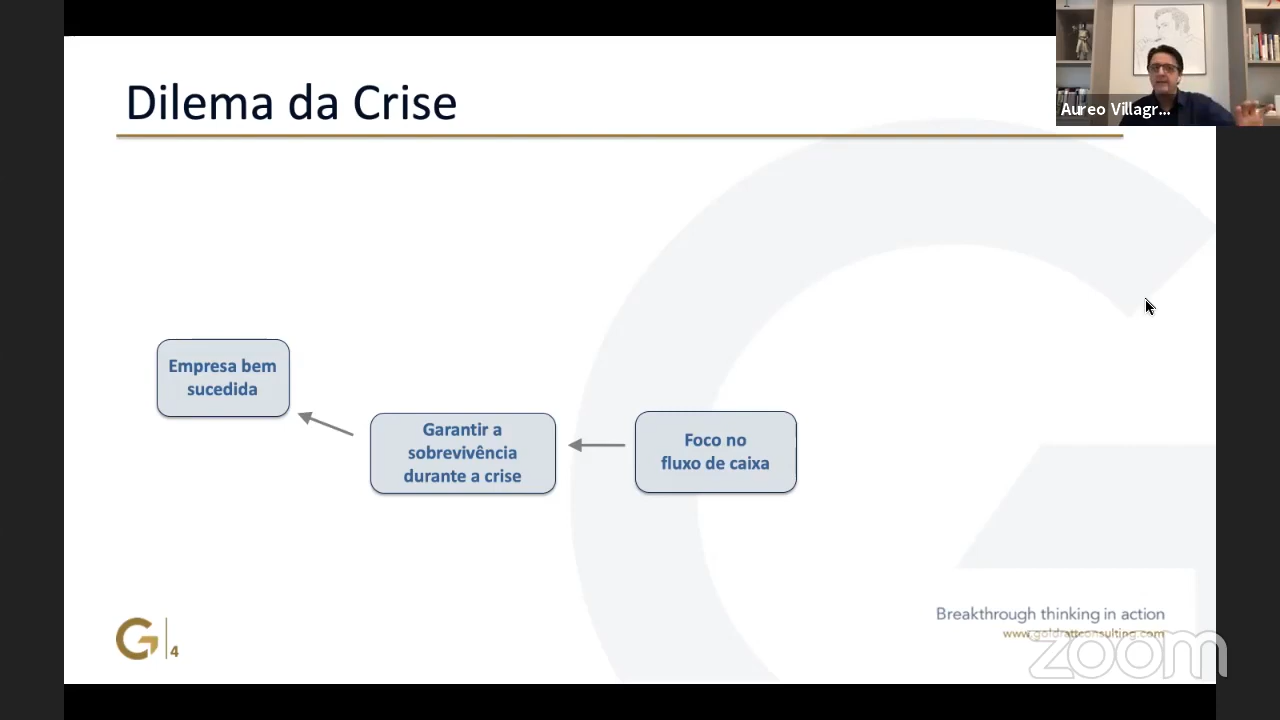 Dilema da Crise
Aureo Villagr...
Empresa bem
sucedida
Garantir a
sobrevivência
durante a crise
Foco no
fluxo de caixa
Breakthrough thinking in action
www.goldrattconsulting.com
zoom
G
4